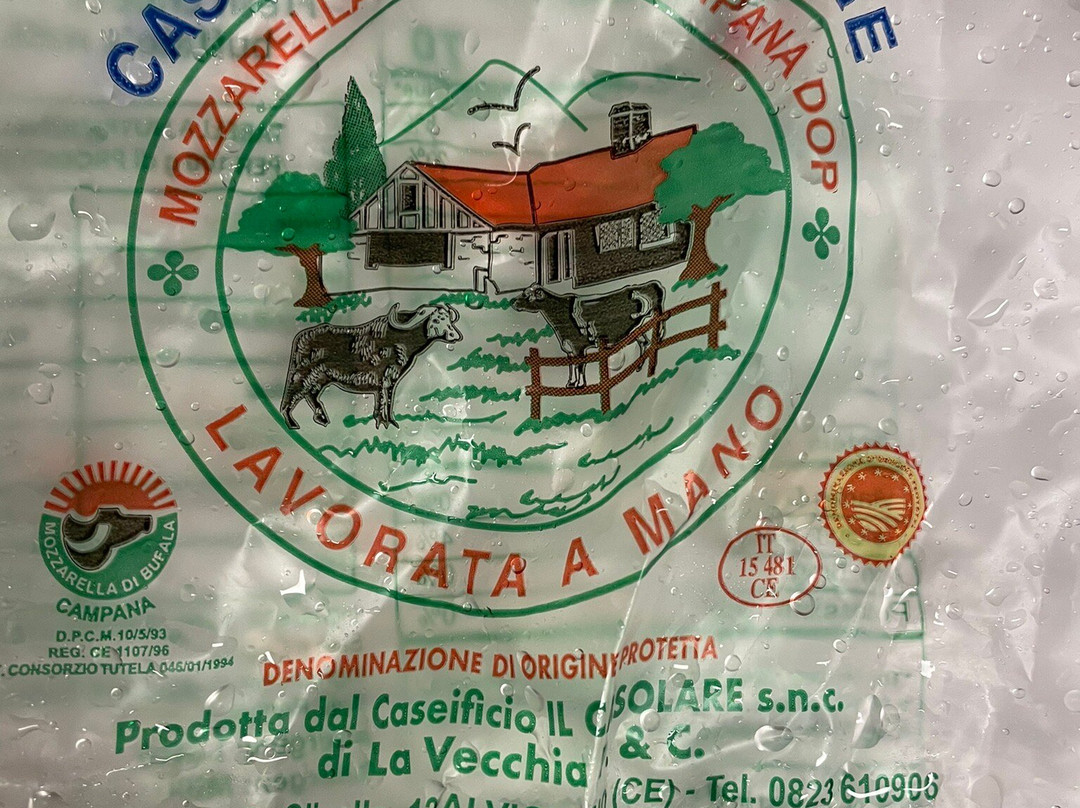 CAS
E
MOZZARELLA
CAMPANA DOP
LAVORATA A MANO
MOZZARELLA DI BUFALA
CAMPANA
D.P.C.M.10/5/93
REG. CE 1107/96
. CONSORZIO TUTELA 046/01/1994
IT
15 481
CE
DENOMINAZIONE DI ORIGINE PROTETTA
Prodotta dal Caseificio IL C SOLARE s.n.c.
di La Vecchia & C.
(CE) - Tel. 0823 610906